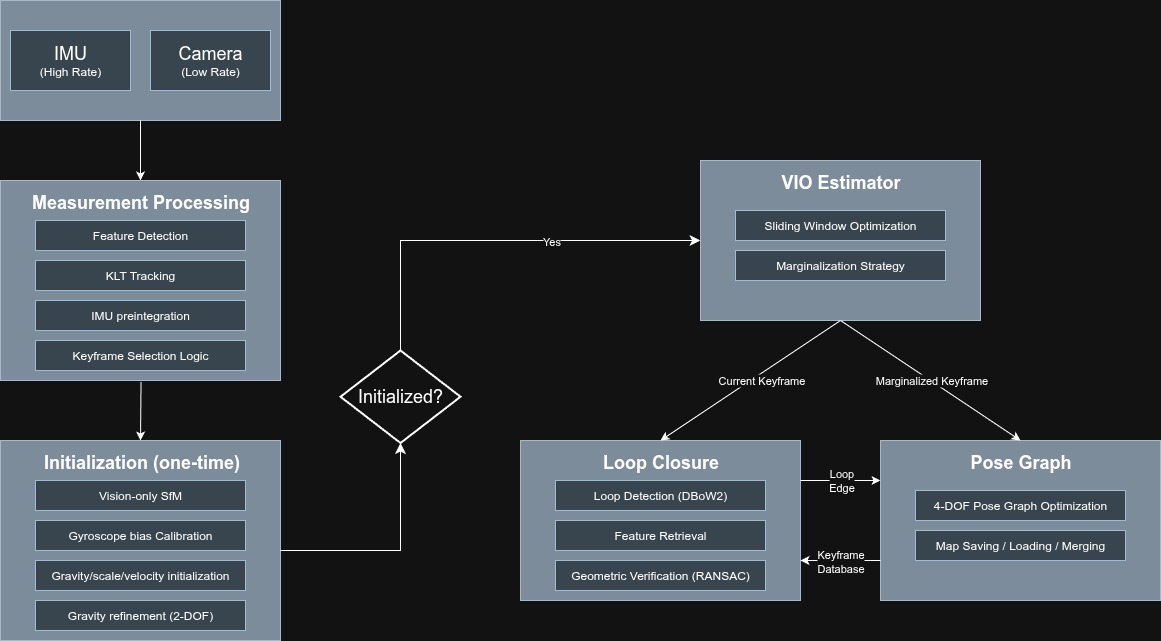 IMU
(High Rate)
Camera
(Low Rate)
Measurement Processing
Feature Detection
KLT Tracking
IMU preintegration
Keyframe Selection Logic
Initialization (one-time)
Vision-only SfM
Gyroscope bias Calibration
Gravity/scale/velocity initialization
Gravity refinement (2-DOF)
Initialized?
Yes
VIO Estimator
Sliding Window Optimization
Marginalization Strategy
Current Keyframe
Marginalized Keyframe
Loop Closure
Loop Detection (DBoW2)
Feature Retrieval
Geometric Verification (RANSAC)
Loop
Edge
Keyframe
Database
Pose Graph
4-DOF Pose Graph Optimization
Map Saving / Loading / Merging